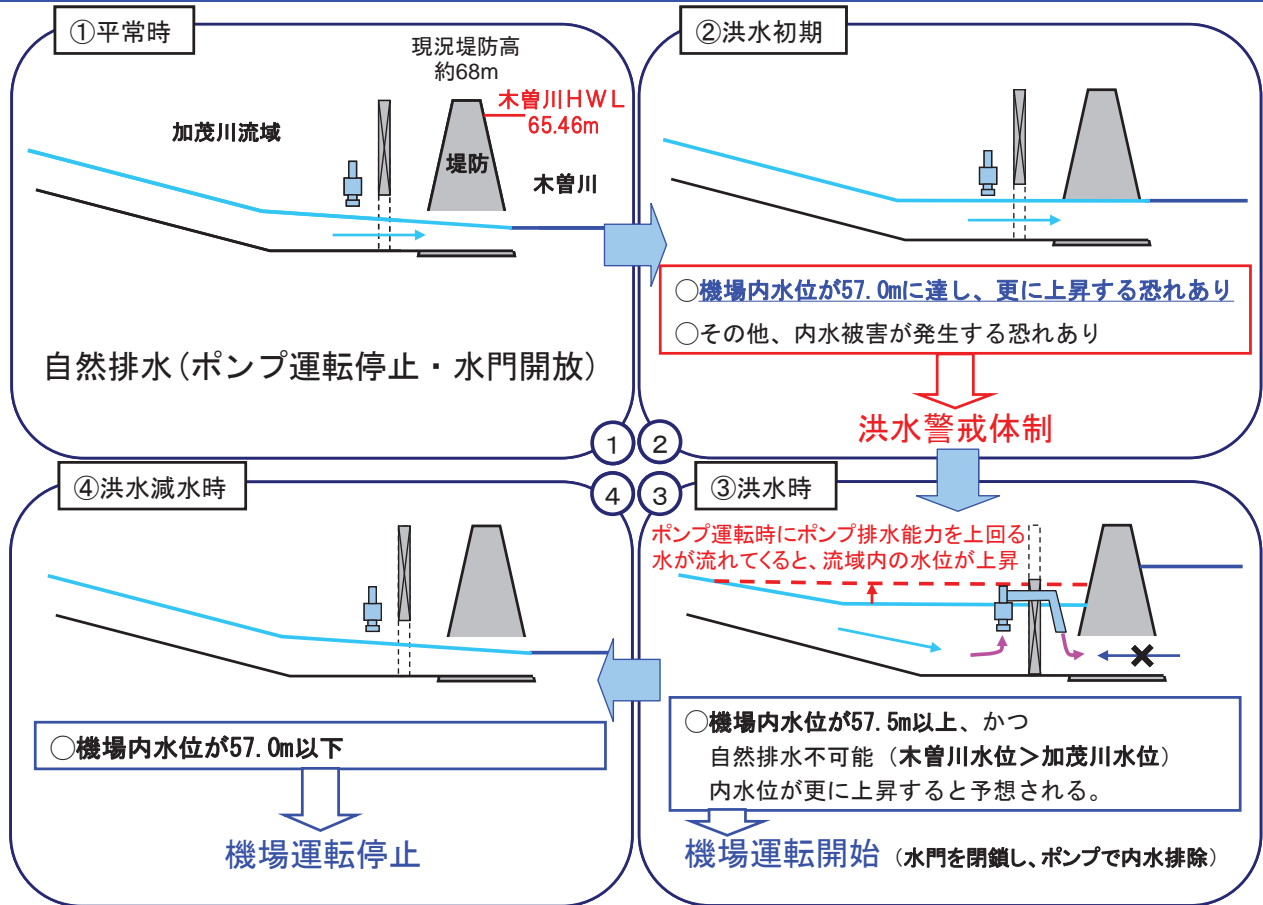 ①平常時
現況堤防高
約68m
木曽川HWL
65.46m
加茂川流域
堤防
木曽川
自然排水(ポンプ運転停止・水門開放)
1
②洪水初期
○機場内水位が57.0mに達し、更に上昇する恐れあり
○その他、内水被害が発生する恐れあり
洪水警戒体制
2
③洪水時
3
ポンプ運転時にポンプ排水能力を上回る
水が流れてくると、流域内の水位が上昇
○機場内水位が57.5m以上、かつ
自然排水不可能（木曽川水位＞加茂川水位）
内水位が更に上昇すると予想される。
機場運転開始（水門を閉鎖し、ポンプで内水排除）
④洪水減水時
4
○機場内水位が57.0m以下
機場運転停止